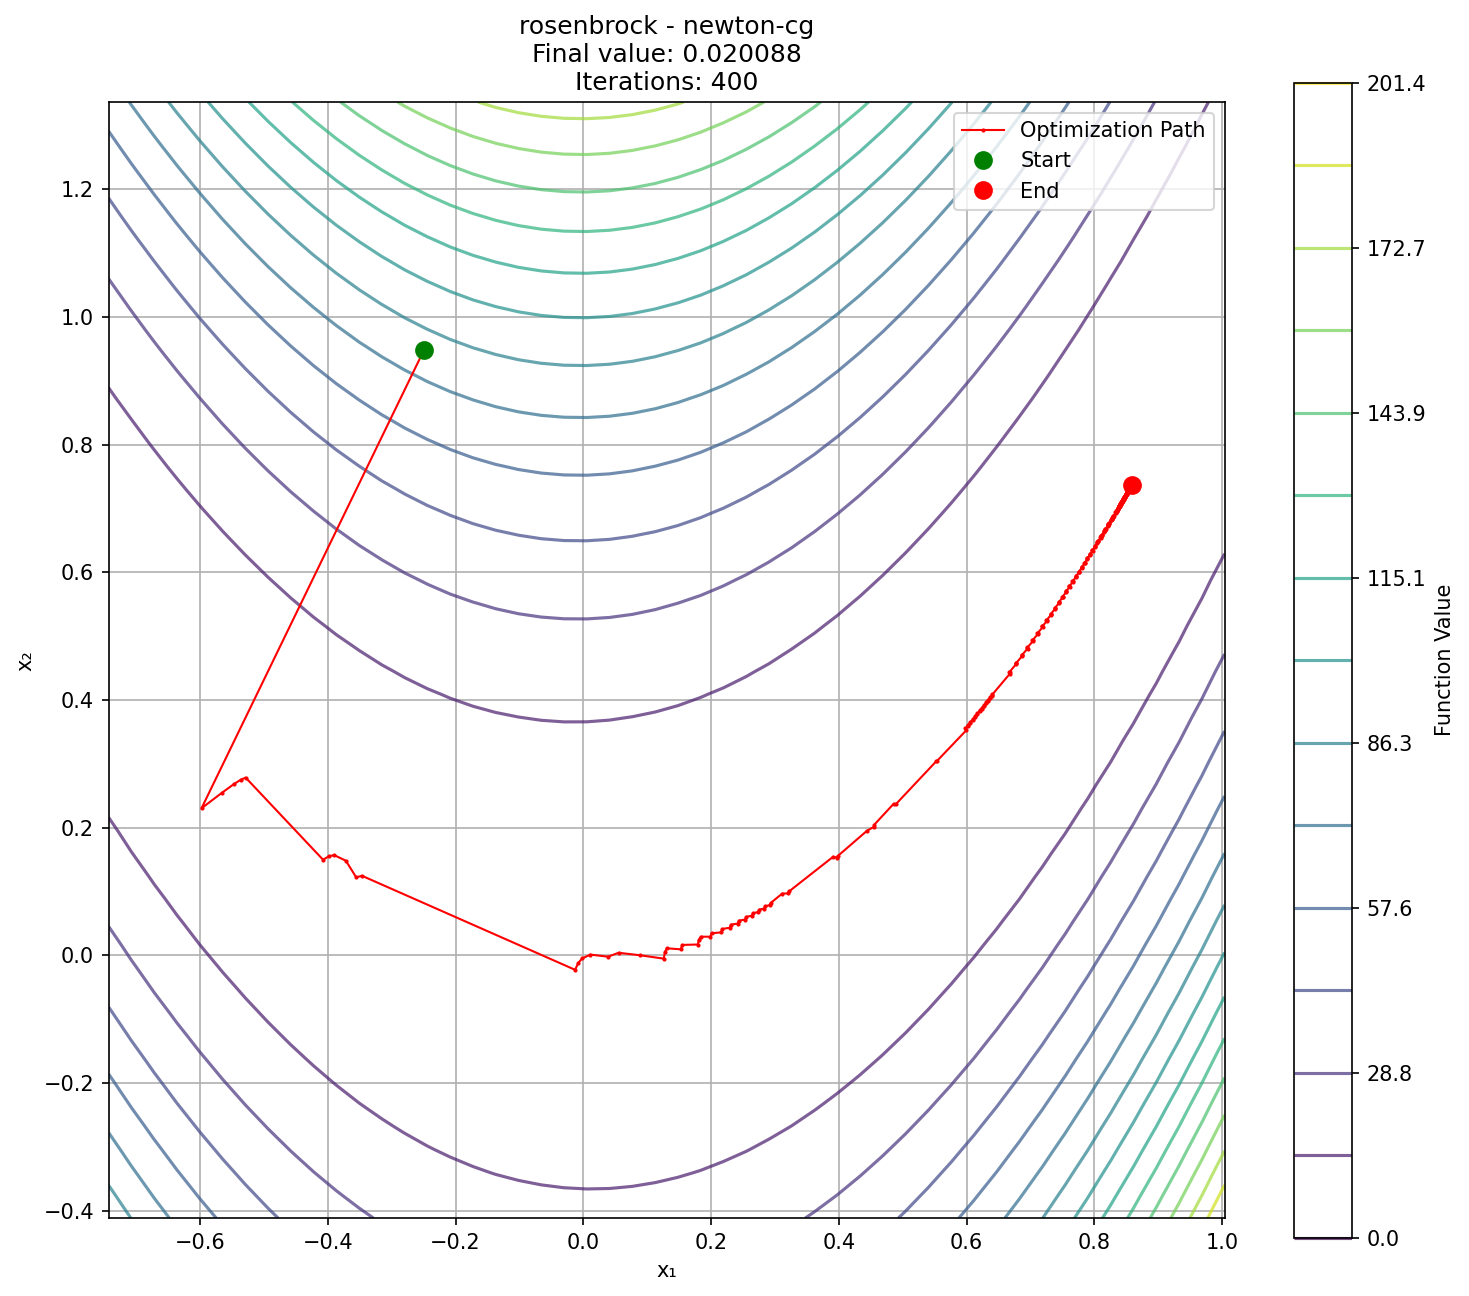 rosenbrock - newton-cg
Final value: 0.020088
Iterations: 400
Optimization Path
Start
End
x₂
1.2
1.0
0.8
0.6
0.4
0.2
0.0
−0.2
−0.4
−0.6
−0.4
−0.2
0.0
0.2
0.4
0.6
0.8
1.0
x₁
201.4
172.7
143.9
115.1
86.3
57.6
28.8
0.0
Function Value